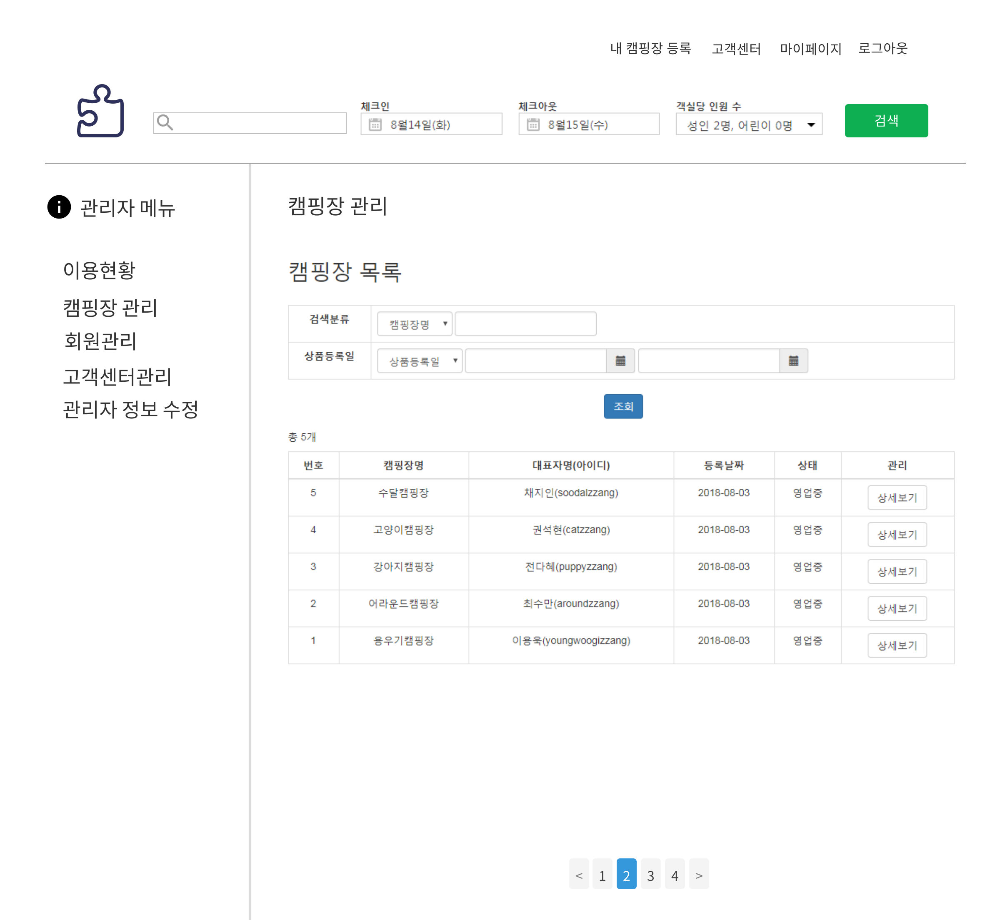 내 캠핑장 등록 고객센터 마이페이지 로그아웃
체크인 체크아웃 객실당 인원 수
8월14일(화) 8월15일(수) 성인 2명, 어린이 0명 검색
관리자 메뉴
이용현황
캠핑장 관리
회원관리
고객센터관리
관리자 정보 수정
캠핑장 관리
캠핑장 목록
검색분류 캠핑장명
상품등록일 상품등록일
조회
총 5개
번호 캠핑장명 대표자명(아이디) 등록날짜 상태 관리
5 수달캠핑장 채지인(soodalzzang) 2018-08-03 영업중 상세보기
4 고양이캠핑장 권석현(catzzang) 2018-08-03 영업중 상세보기
3 강아지캠핑장 전다혜(puppyzzang) 2018-08-03 영업중 상세보기
2 어라운드캠핑장 최수만(aroundzzang) 2018-08-03 영업중 상세보기
1 용우기캠핑장 이용욱(youngwoogizzang) 2018-08-03 영업중 상세보기
< 1 2 3 4 >